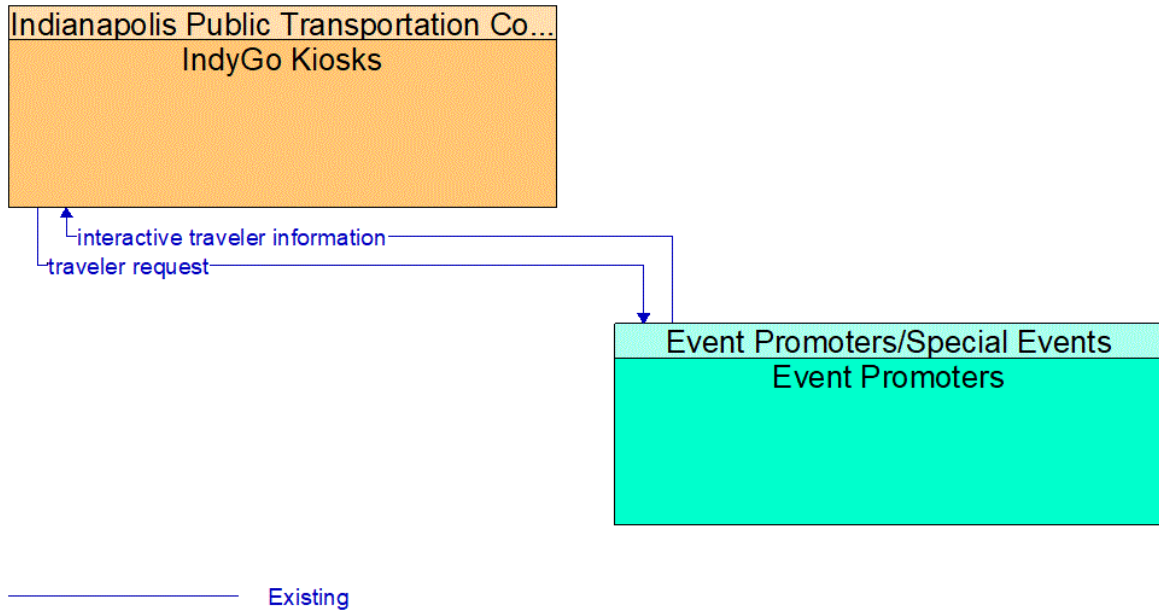 Indianapolis Public Transportation Co...
IndyGo Kiosks
interactive traveler information
traveler request
Event Promoters/Special Events
Event Promoters
Existing